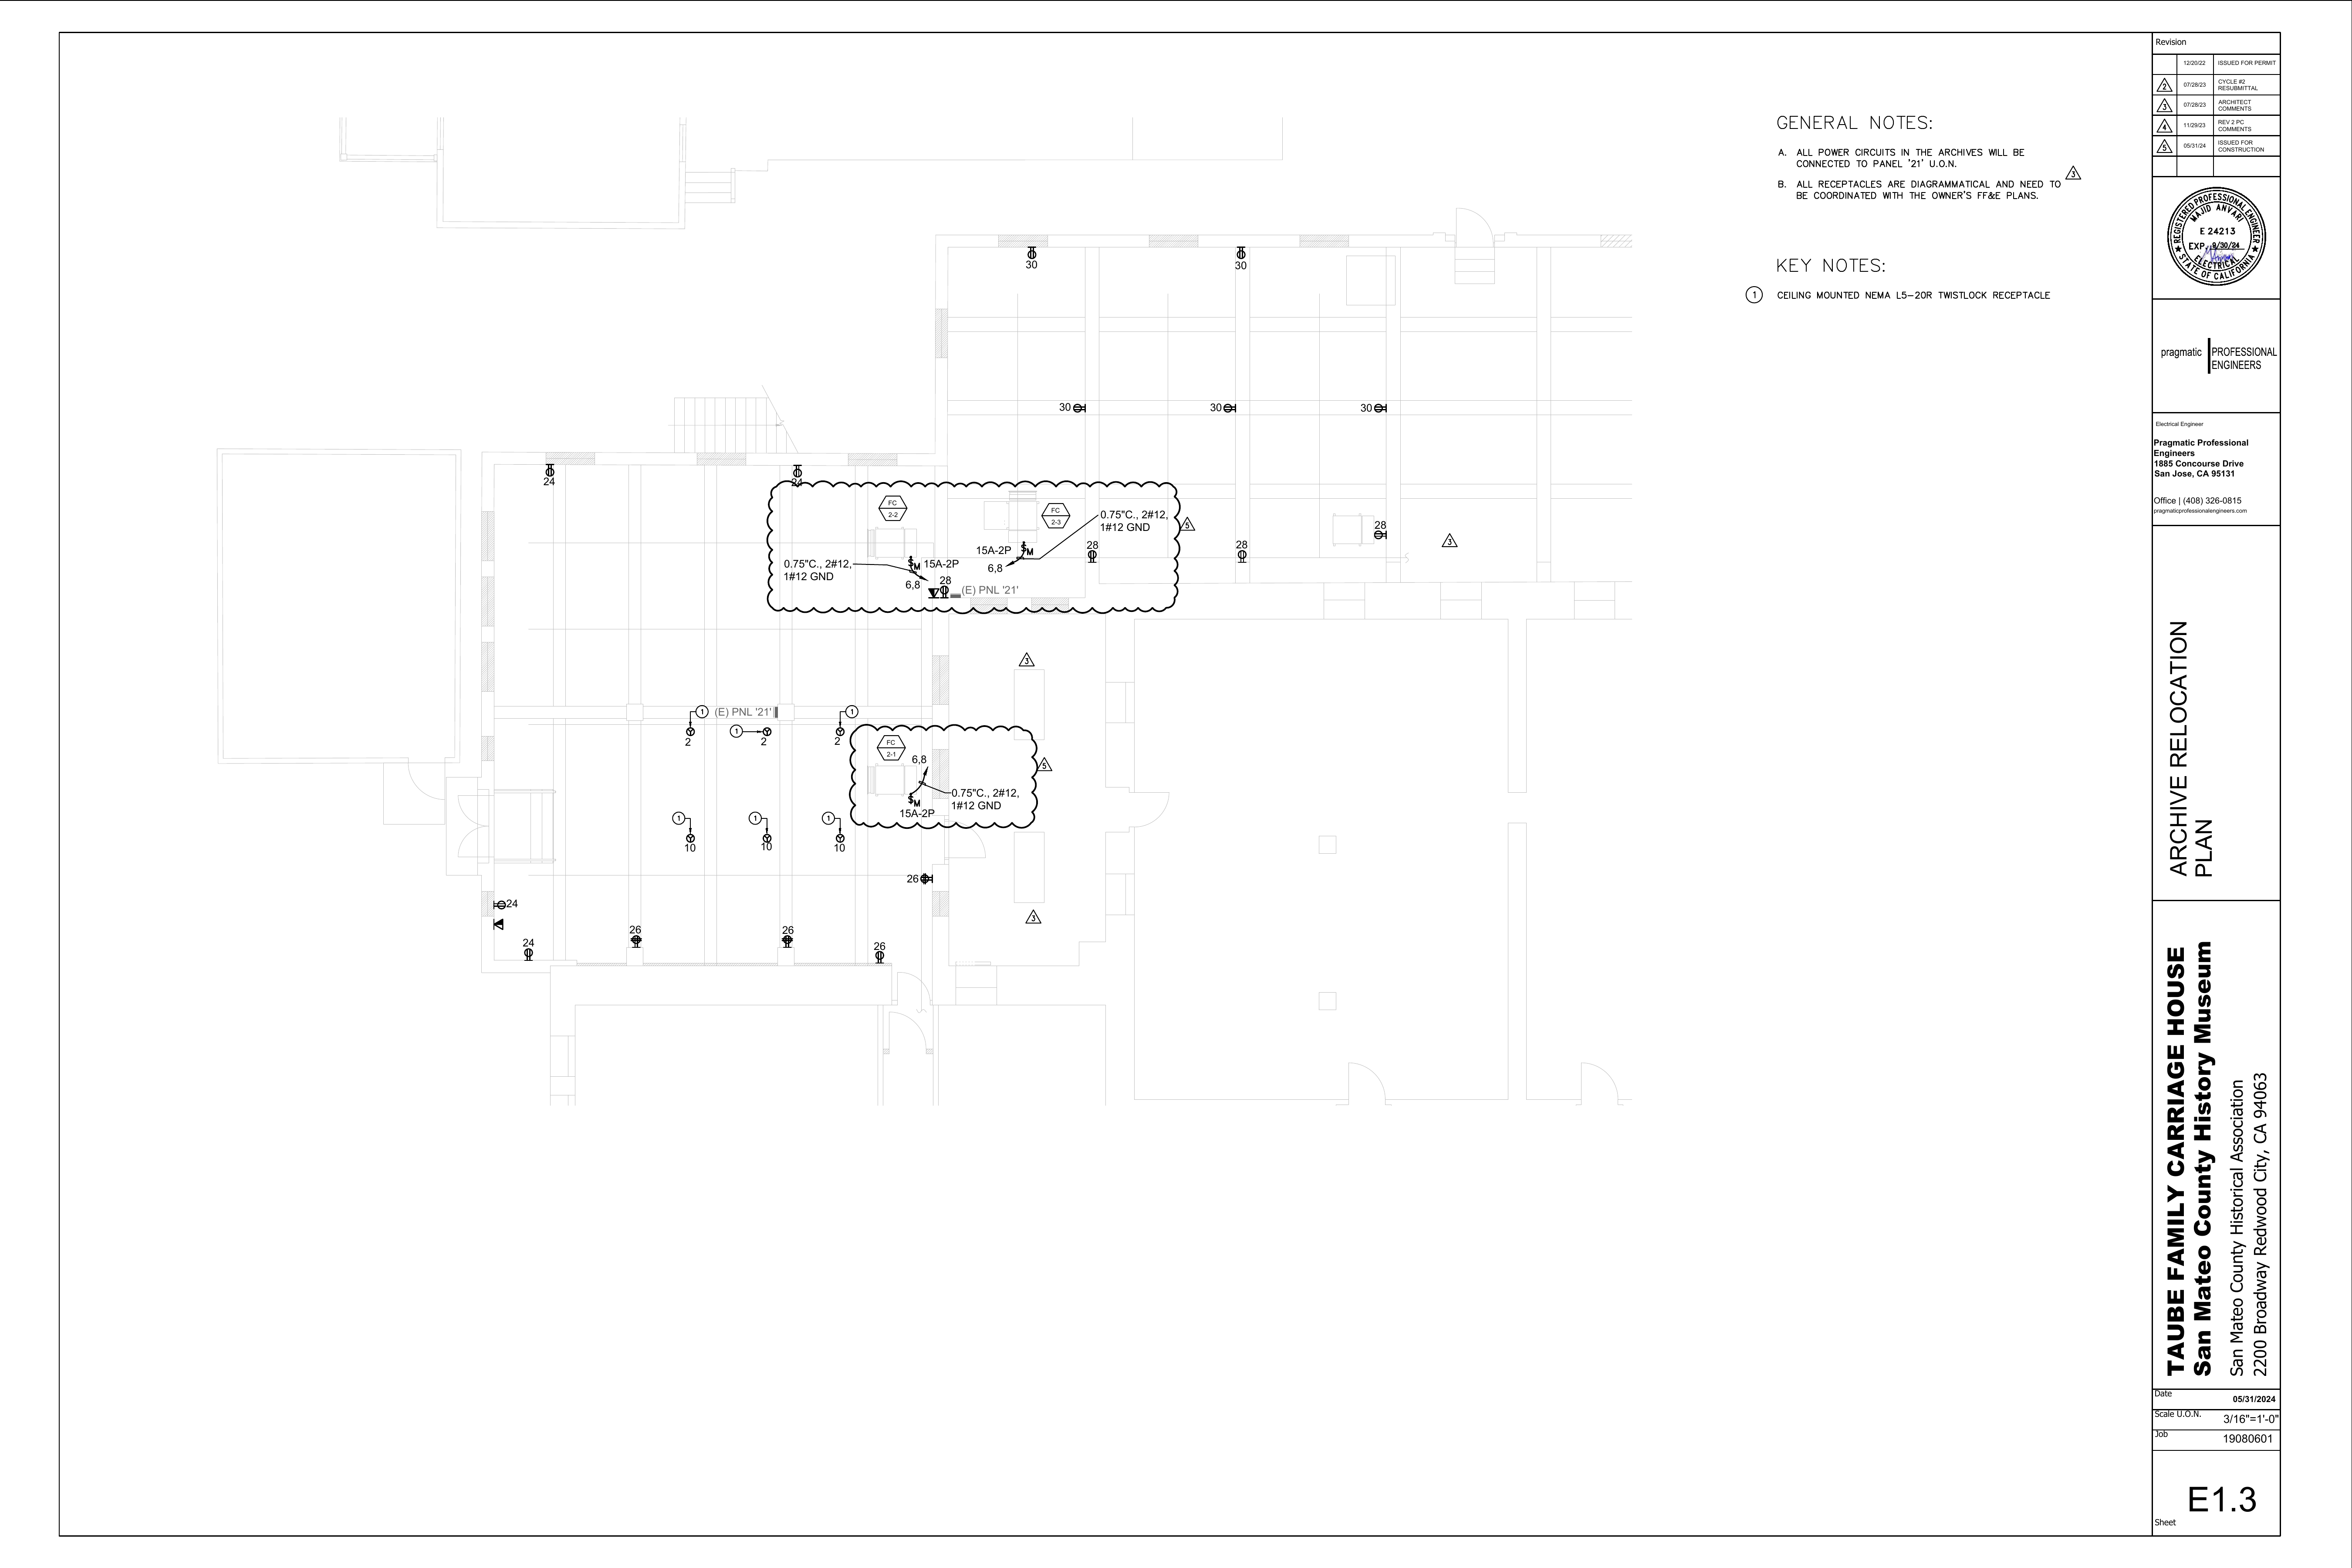 GENERAL NOTES:
A. ALL POWER CIRCUITS IN THE ARCHIVES WILL BE
CONNECTED TO PANEL '21' U.O.N.
3
B. ALL RECEPTACLES ARE DIAGRAMMATICAL AND NEED TO
BE COORDINATED WITH THE OWNER'S FF&E PLANS.
KEY NOTES:
1 CEILING MOUNTED NEMA L5-20R TWISTLOCK RECEPTACLE
30
30
30
30
30
24
24
FC
2-2
FC
2-3
0.75"C., 2#12,
1#12 GND
5
15A-2P
$M
6,8
28
28
28
3
0.75"C., 2#12,
1#12 GND
$M
15A-2P
6,8
28
(E) PNL '21'
3
1
(E) PNL '21'
1
2
1
2
2
FC
2-1
6,8
5
0.75"C., 2#12,
1#12 GND
$M
15A-2P
1
1
1
10
10
10
26
24
3
24
26
26
26
Revision
12/20/22 ISSUED FOR PERMIT
2 07/28/23 CYCLE #2
RESUBMITTAL
3 07/28/23 ARCHITECT
COMMENTS
4 11/29/23 REV 2 PC
COMMENTS
5 05/31/24 ISSUED FOR
CONSTRUCTION
REGISTERED PROFESSIONAL ENGINEER
MAJID ANVARI
E 24213
EXP. 9/30/24
ELECTRICAL
STATE OF CALIFORNIA
pragmatic PROFESSIONAL
ENGINEERS
Electrical Engineer
Pragmatic Professional
Engineers
1885 Concourse Drive
San Jose, CA 95131
Office | (408) 326-0815
pragmaticprofessionalengineers.com
ARCHIVE RELOCATION
PLAN
TAUBE FAMILY CARRIAGE HOUSE
San Mateo County History Museum
San Mateo County Historical Association
2200 Broadway Redwood City, CA 94063
Date
05/31/2024
Scale U.O.N.
3/16"=1'-0"
Job
19080601
E1.3
Sheet